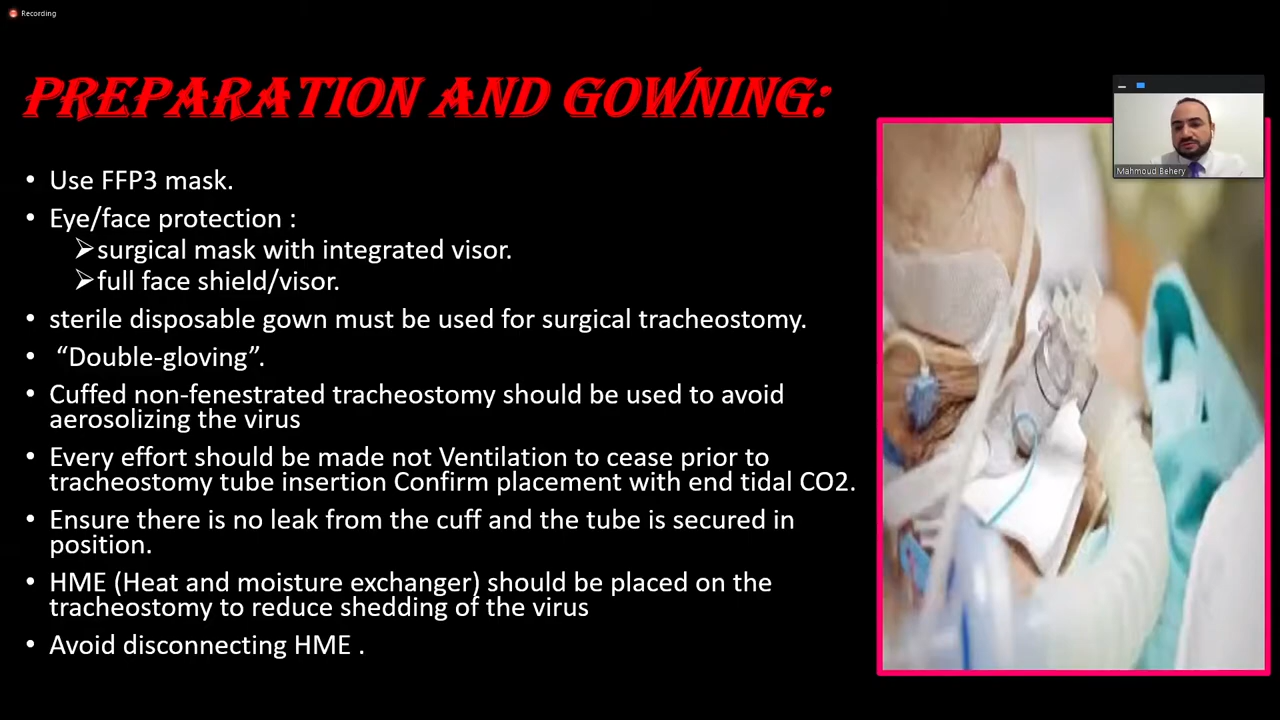 Recording
PREPARATION AND GOWNING:
Mahmoud Behery
• Use FFP3 mask.
• Eye/face protection :
➢surgical mask with integrated visor.
➢full face shield/visor.
• sterile disposable gown must be used for surgical tracheostomy.
• “Double-gloving”.
• Cuffed non-fenestrated tracheostomy should be used to avoid
aerosolizing the virus
• Every effort should be made not Ventilation to cease prior to
tracheostomy tube insertion Confirm placement with end tidal CO2.
• Ensure there is no leak from the cuff and the tube is secured in
position.
• HME (Heat and moisture exchanger) should be placed on the
tracheostomy to reduce shedding of the virus
• Avoid disconnecting HME .